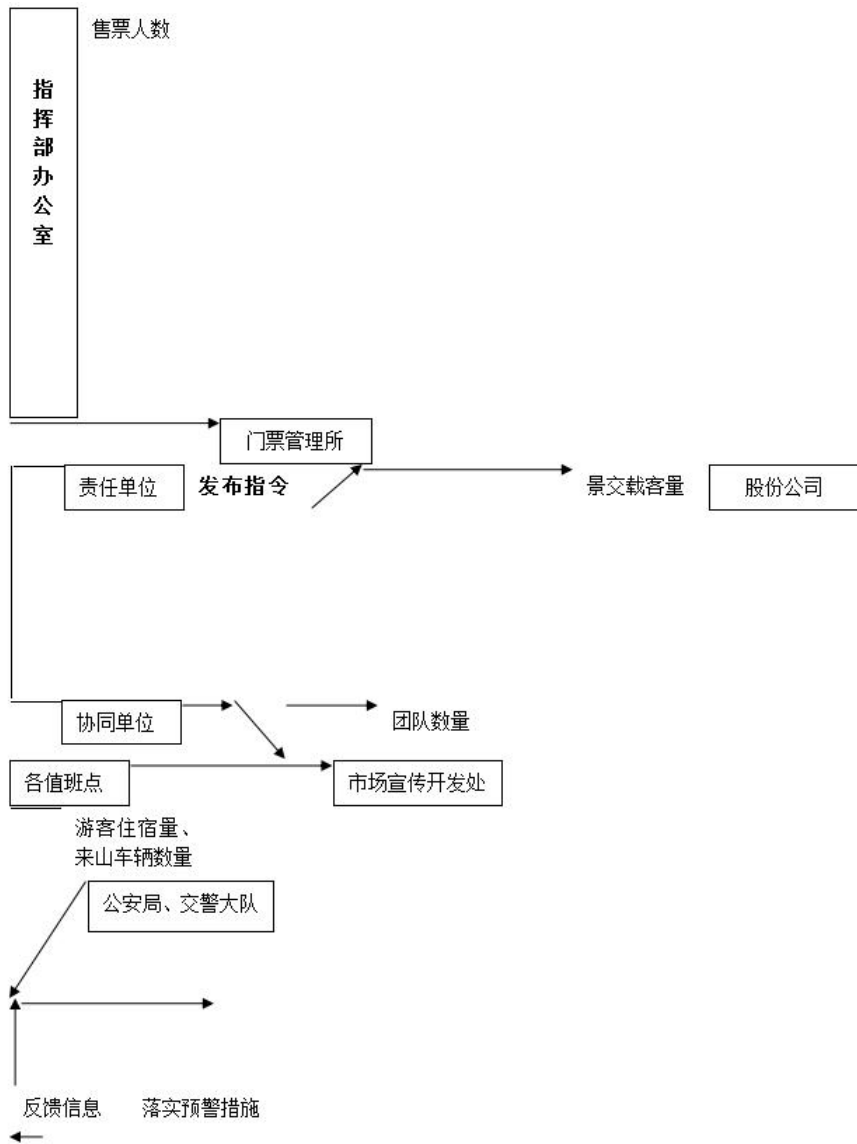 售票人数
指挥部办公室
门票管理所
责任单位 发布指令 景交载客量 股份公司
协同单位 团队数量
各值班点 市场宣传开发处
游客住宿量、
来山车辆数量
公安局、交警大队
反馈信息 落实预警措施